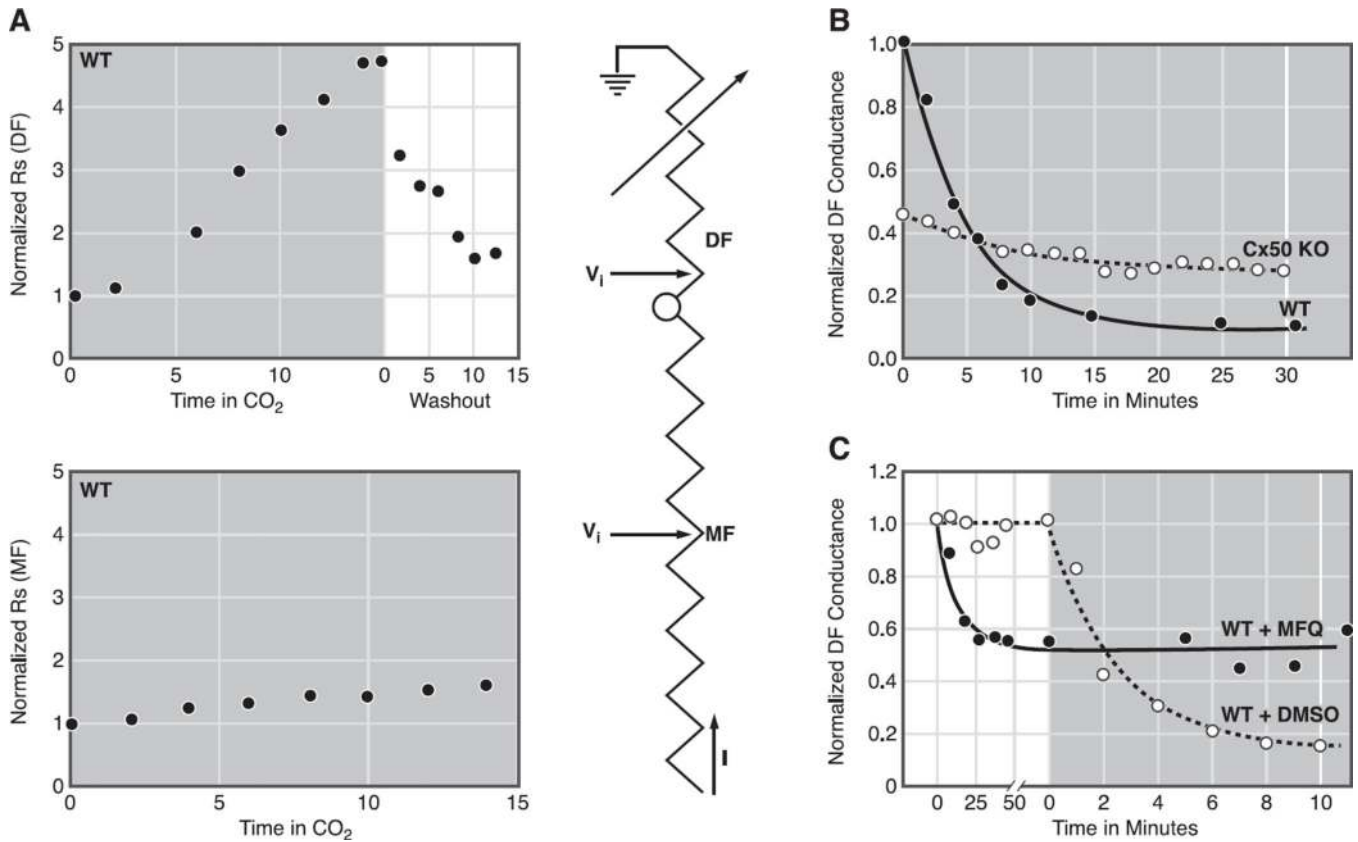 A
WT
Normalized Rs (DF)
5
4
3
2
1
0
5
10
0
5
10
15
Time in CO₂
Washout
WT
Normalized Rs (MF)
5
4
3
2
1
0
0
5
10
15
Time in CO₂
DF
Vᵢ
Vᵢ
MF
I
B
Normalized DF Conductance
1.0
0.8
0.6
0.4
0.2
0.0
Cx50 KO
WT
0
5
10
15
20
25
30
Time in Minutes
C
Normalized DF Conductance
1.2
1.0
0.8
0.6
0.4
0.2
0
WT + MFQ
WT + DMSO
0
25
50
0
2
4
6
8
10
Time in Minutes